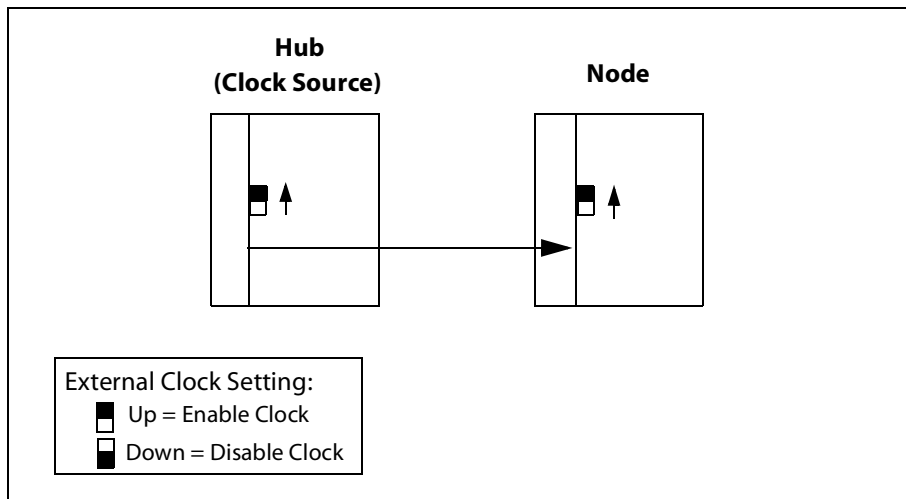 Hub
(Clock Source)
Node
External Clock Setting:
Up = Enable Clock
Down = Disable Clock